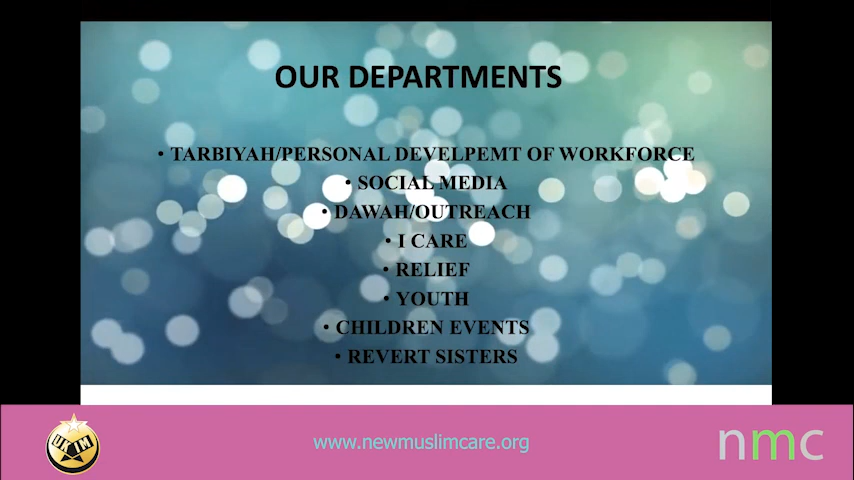 OUR DEPARTMENTS
• TARBIYAH/PERSONAL DEVELPEMT OF WORKFORCE
• SOCIAL MEDIA
• DAWAH/OUTREACH
• I CARE
• RELIEF
• YOUTH
• CHILDREN EVENTS
• REVERT SISTERS
UKIM
www.newmuslimcare.org
nmc